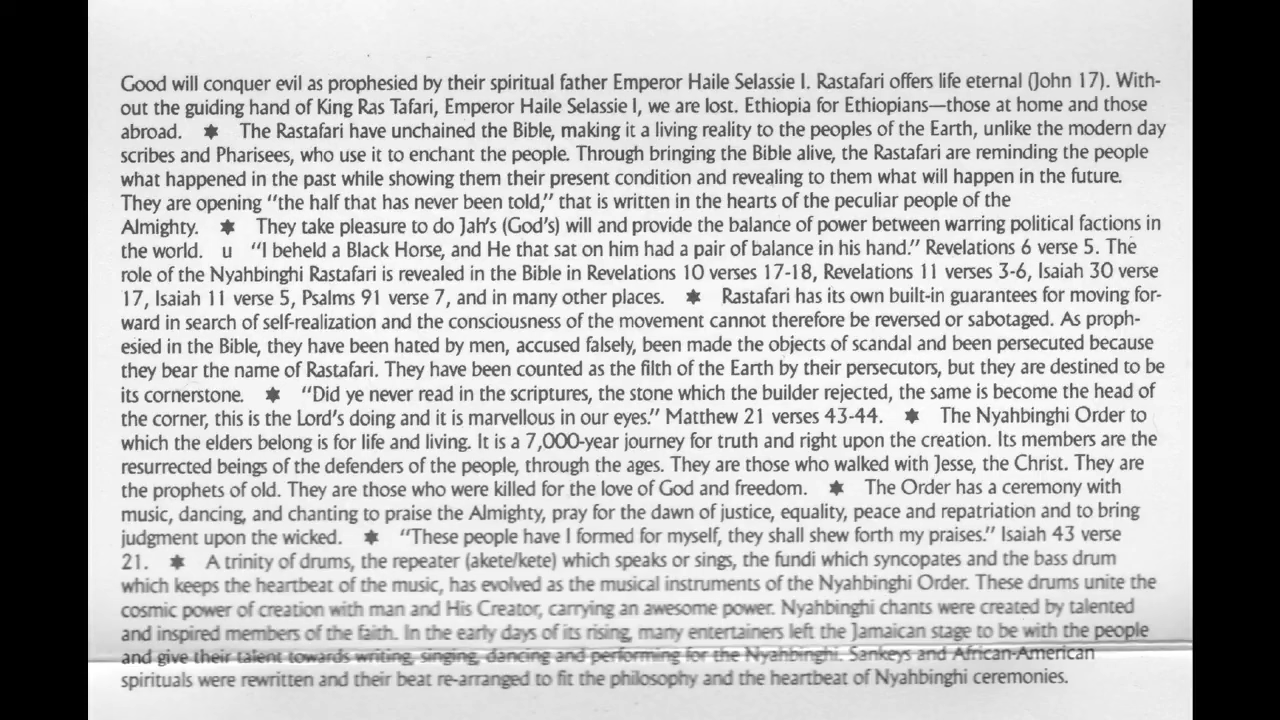 Good will conquer evil as prophesied by their spiritual father Emperor Haile Selassie I. Rastafari offers life eternal (John 17). With-
out the guiding hand of King Ras Tafari, Emperor Haile Selassie I, we are lost. Ethiopia for Ethiopians—those at home and those
abroad. ✶ The Rastafari have unchained the Bible, making it a living reality to the peoples of the Earth, unlike the modern day
scribes and Pharisees, who use it to enchant the people. Through bringing the Bible alive, the Rastafari are reminding the people
what happened in the past while showing them their present condition and revealing to them what will happen in the future.
They are opening "the half that has never been told," that is written in the hearts of the peculiar people of the
Almighty. ✶ They take pleasure to do Jah's (God's) will and provide the balance of power between warring political factions in
the world. u "I beheld a Black Horse, and He that sat on him had a pair of balance in his hand." Revelations 6 verse 5. The
role of the Nyahbinghi Rastafari is revealed in the Bible in Revelations 10 verses 17-18, Revelations 11 verses 3-6, Isaiah 30 verse
17, Isaiah 11 verse 5, Psalms 91 verse 7, and in many other places. ✶ Rastafari has its own built-in guarantees for moving for-
ward in search of self-realization and the consciousness of the movement cannot therefore be reversed or sabotaged. As proph-
esied in the Bible, they have been hated by men, accused falsely, been made the objects of scandal and been persecuted because
they bear the name of Rastafari. They have been counted as the filth of the Earth by their persecutors, but they are destined to be
its cornerstone. ✶ "Did ye never read in the scriptures, the stone which the builder rejected, the same is become the head of
the corner, this is the Lord's doing and it is marvellous in our eyes." Matthew 21 verses 43-44. ✶ The Nyahbinghi Order to
which the elders belong is for life and living. It is a 7,000-year journey for truth and right upon the creation. Its members are the
resurrected beings of the defenders of the people, through the ages. They are those who walked with Jesse, the Christ. They are
the prophets of old. They are those who were killed for the love of God and freedom. ✶ The Order has a ceremony with
music, dancing, and chanting to praise the Almighty, pray for the dawn of justice, equality, peace and repatriation and to bring
judgment upon the wicked. ✶ "These people have I formed for myself, they shall shew forth my praises." Isaiah 43 verse
21. ✶ A trinity of drums, the repeater (akete/kete) which speaks or sings, the fundi which syncopates and the bass drum
which keeps the heartbeat of the music, has evolved as the musical instruments of the Nyahbinghi Order. These drums unite the
cosmic power of creation with man and His Creator, carrying an awesome power. Nyahbinghi chants were created by talented
and inspired members of the faith. In the early days of its rising, many entertainers left the Jamaican stage to be with the people
and give their talent towards writing, singing, dancing and performing for the Nyahbinghi. Sankeys and African-American
spirituals were rewritten and their beat re-arranged to fit the philosophy and the heartbeat of Nyahbinghi ceremonies.